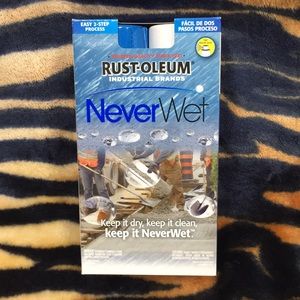 EASY 2-STEP
PROCESS
FÁCIL DE DOS
PASOS PROCESO
RUST-OLEUM
INDUSTRIAL BRANDS
NeverWet
Keep it dry, keep it clean,
keep it NeverWet.